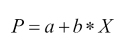 P = a + b * X